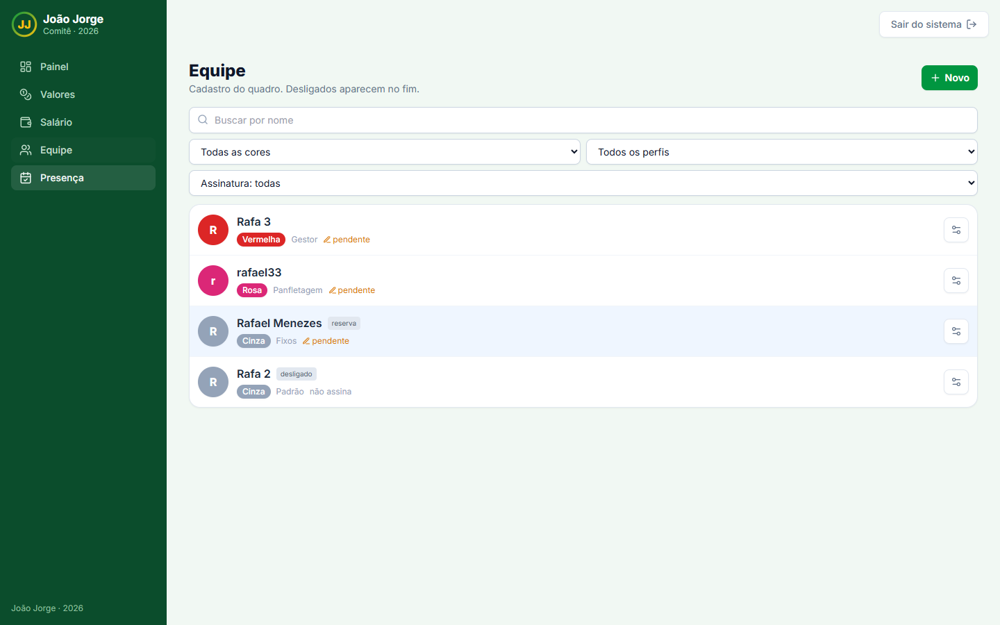 JJ
João Jorge
Comitê · 2026
Painel
Valores
Salário
Equipe
Presença
João Jorge · 2026
Sair do sistema
Equipe
Cadastro do quadro. Desligados aparecem no fim.
Novo
Buscar por nome
Todas as cores
Todos os perfis
Assinatura: todas
R
Rafa 3
Vermelha Gestor pendente
r
rafael33
Rosa Panfletagem pendente
R
Rafael Menezes reserva
Cinza Fixos pendente
R
Rafa 2 desligado
Cinza Padrão não assina